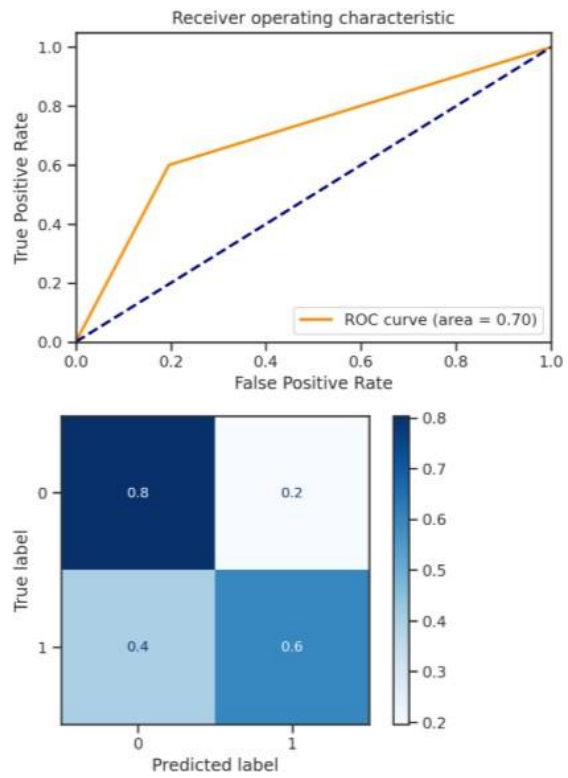 Receiver operating characteristic
1.0
0.8
0.6
0.4
0.2
0.0
True Positive Rate
ROC curve (area = 0.70)
0.0 0.2 0.4 0.6 0.8 1.0
False Positive Rate
True label
0
1
0.8 0.2
0.4 0.6
0 1
Predicted label
0.8
0.7
0.6
0.5
0.4
0.3
0.2